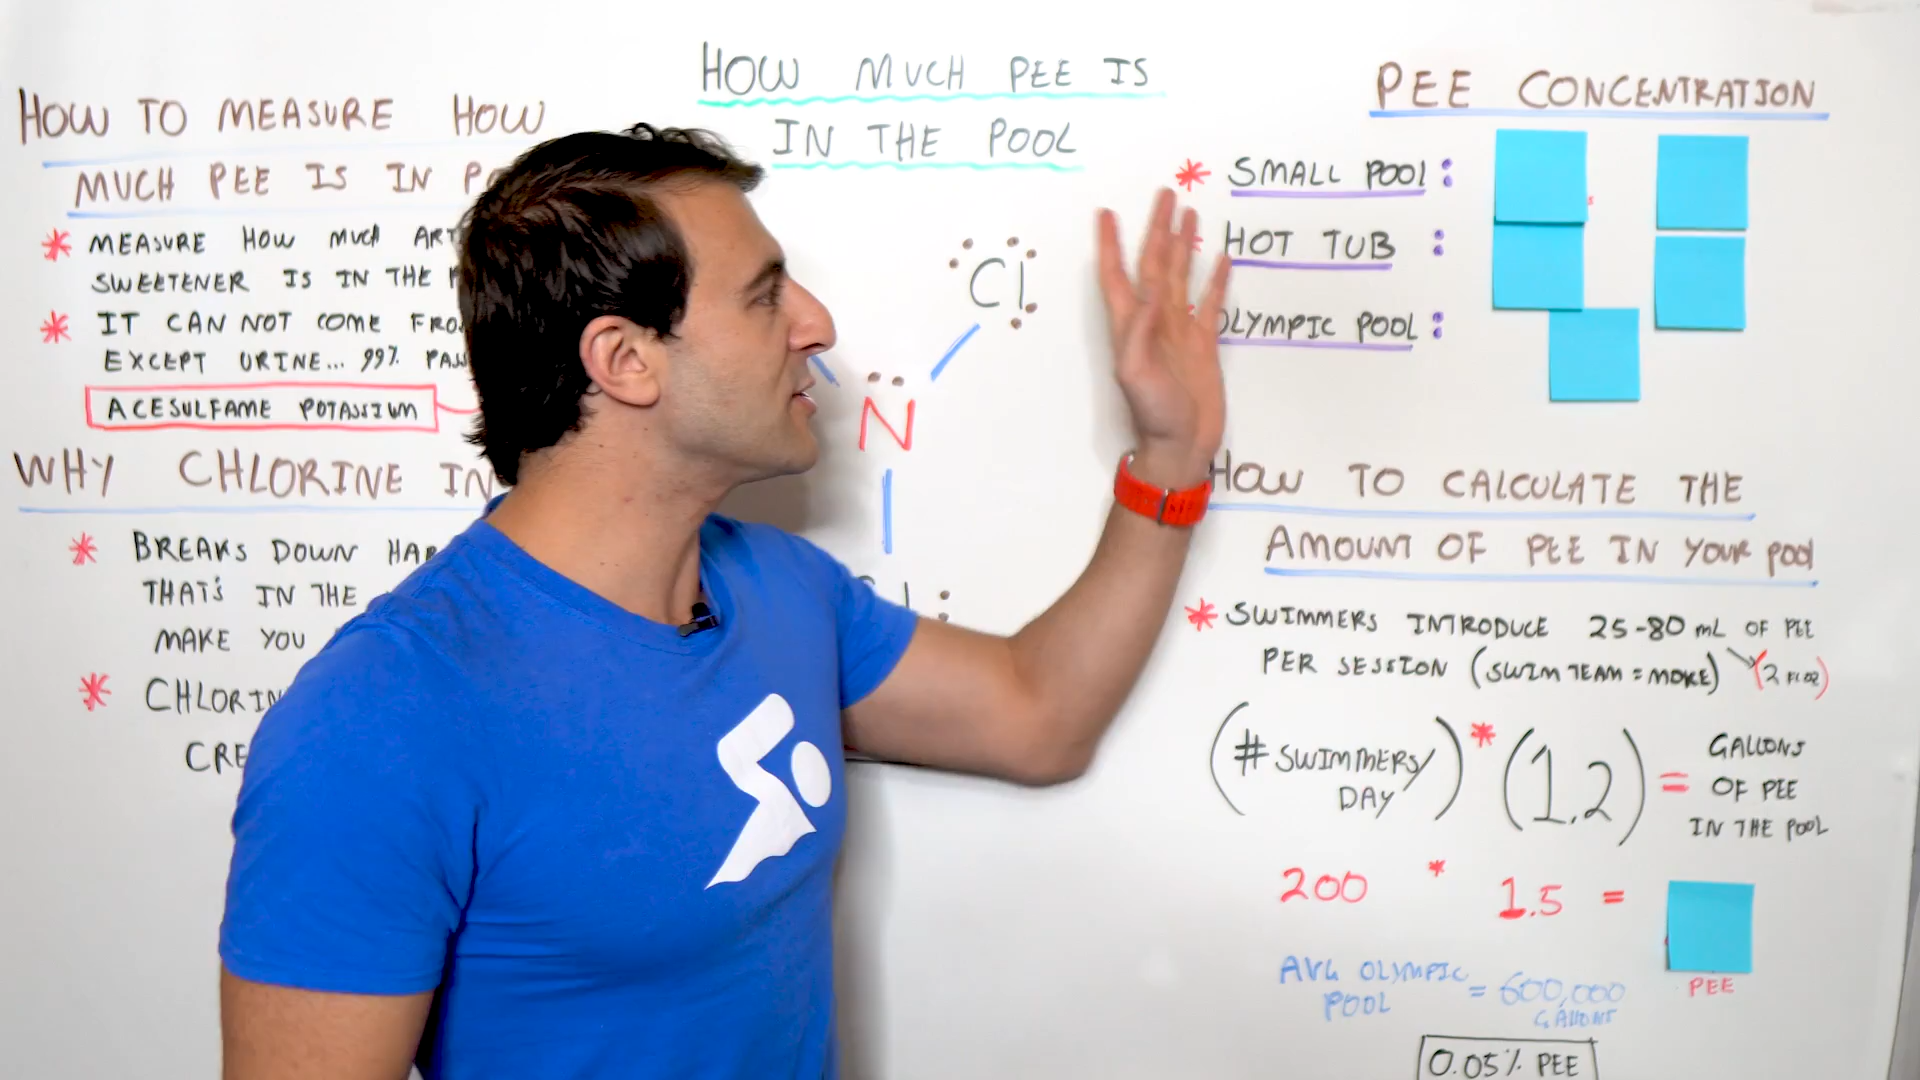 HOW MUCH PEE IS
IN THE POOL
HOW TO MEASURE HOW
MUCH PEE IS IN
* MEASURE HOW MUCH
SWEETENER IS IN THE
* IT CAN NOT COME
EXCEPT URINE... 99%
ACESULFAME POTASSIUM
WHY CHLORINE IN
* BREAKS DOWN
THAT'S IN THE
MAKE YOU
*
Cl
N
PEE CONCENTRATION
* SMALL POOL:
HOT TUB :
OLYMPIC POOL:
HOW TO CALCULATE THE
AMOUNT OF PEE IN YOUR POOL
* SWIMMERS INTRODUCE 25-80 mL OF PEE
PER SESSION (SWIM TEAM = MORE) (2 FL OZ)
(# SWIMMERS/DAY) * (1.2) = GALLONS OF PEE IN THE POOL
200 * 1.5 =
PEE
AVG OLYMPIC POOL = 600,000 GALLONS
0.05% PEE